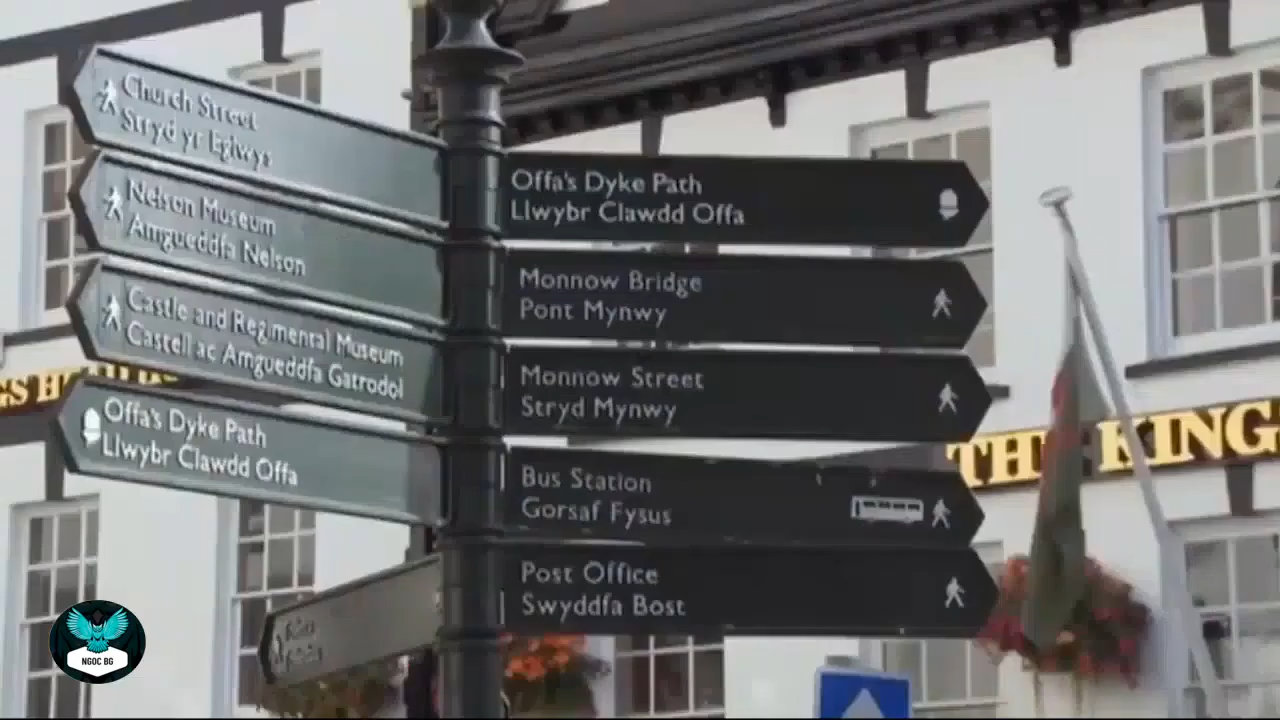 Church Street
Stryd yr Eglwys
Nelson Museum
Amgueddfa Nelson
Castle and Regimental Museum
Castell ac Amgueddfa Gatrodol
Offa's Dyke Path
Llwybr Clawdd Offa
Offa's Dyke Path
Llwybr Clawdd Offa
Monnow Bridge
Pont Mynwy
Monnow Street
Stryd Mynwy
Bus Station
Gorsaf Fysus
Post Office
Swyddfa Bost
THE KING
NGOC BG